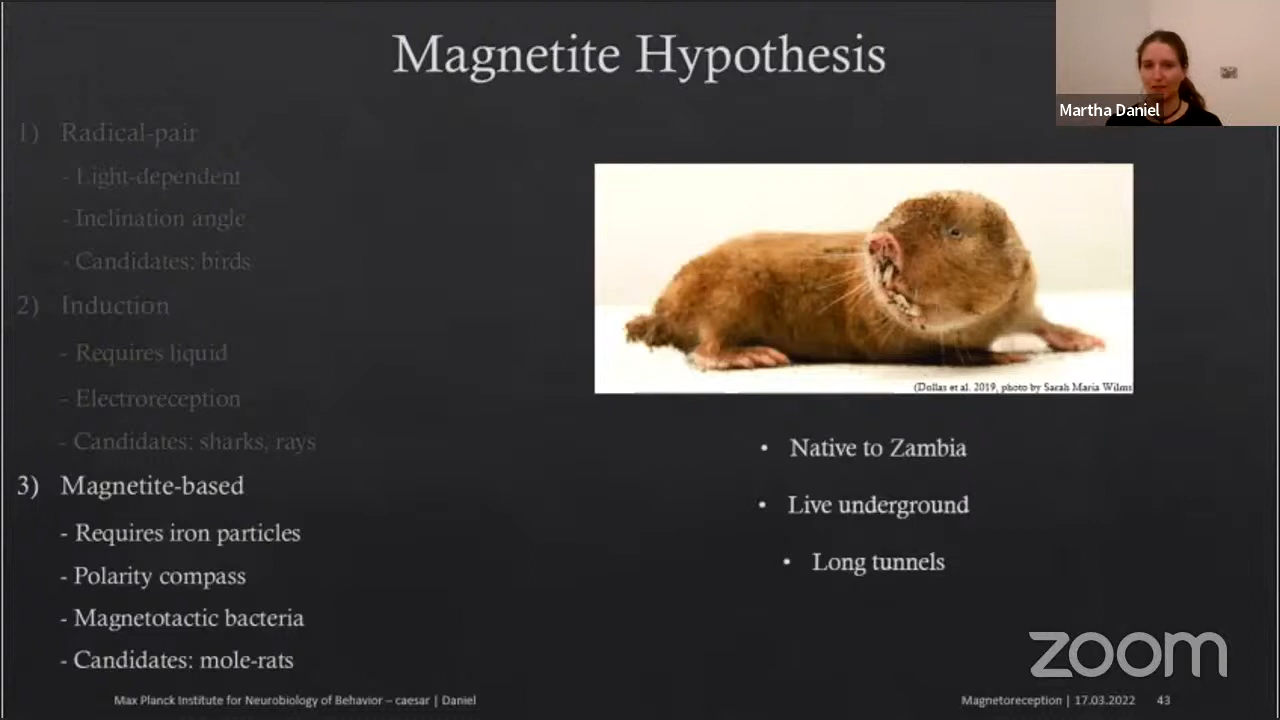 Magnetite Hypothesis
Martha Daniel
1) Radical-pair
- Light-dependent
- Inclination angle
- Candidates: birds
2) Induction
- Requires liquid
- Electroreception
- Candidates: sharks, rays
3) Magnetite-based
- Requires iron particles
- Polarity compass
- Magnetotactic bacteria
- Candidates: mole-rats
(Dollas et al. 2019, photo by Sarah Maria Wilms
• Native to Zambia
• Live underground
• Long tunnels
zoom
Max Planck Institute for Neurobiology of Behavior – caesar | Daniel
Magnetoreception | 17.03.2022 43